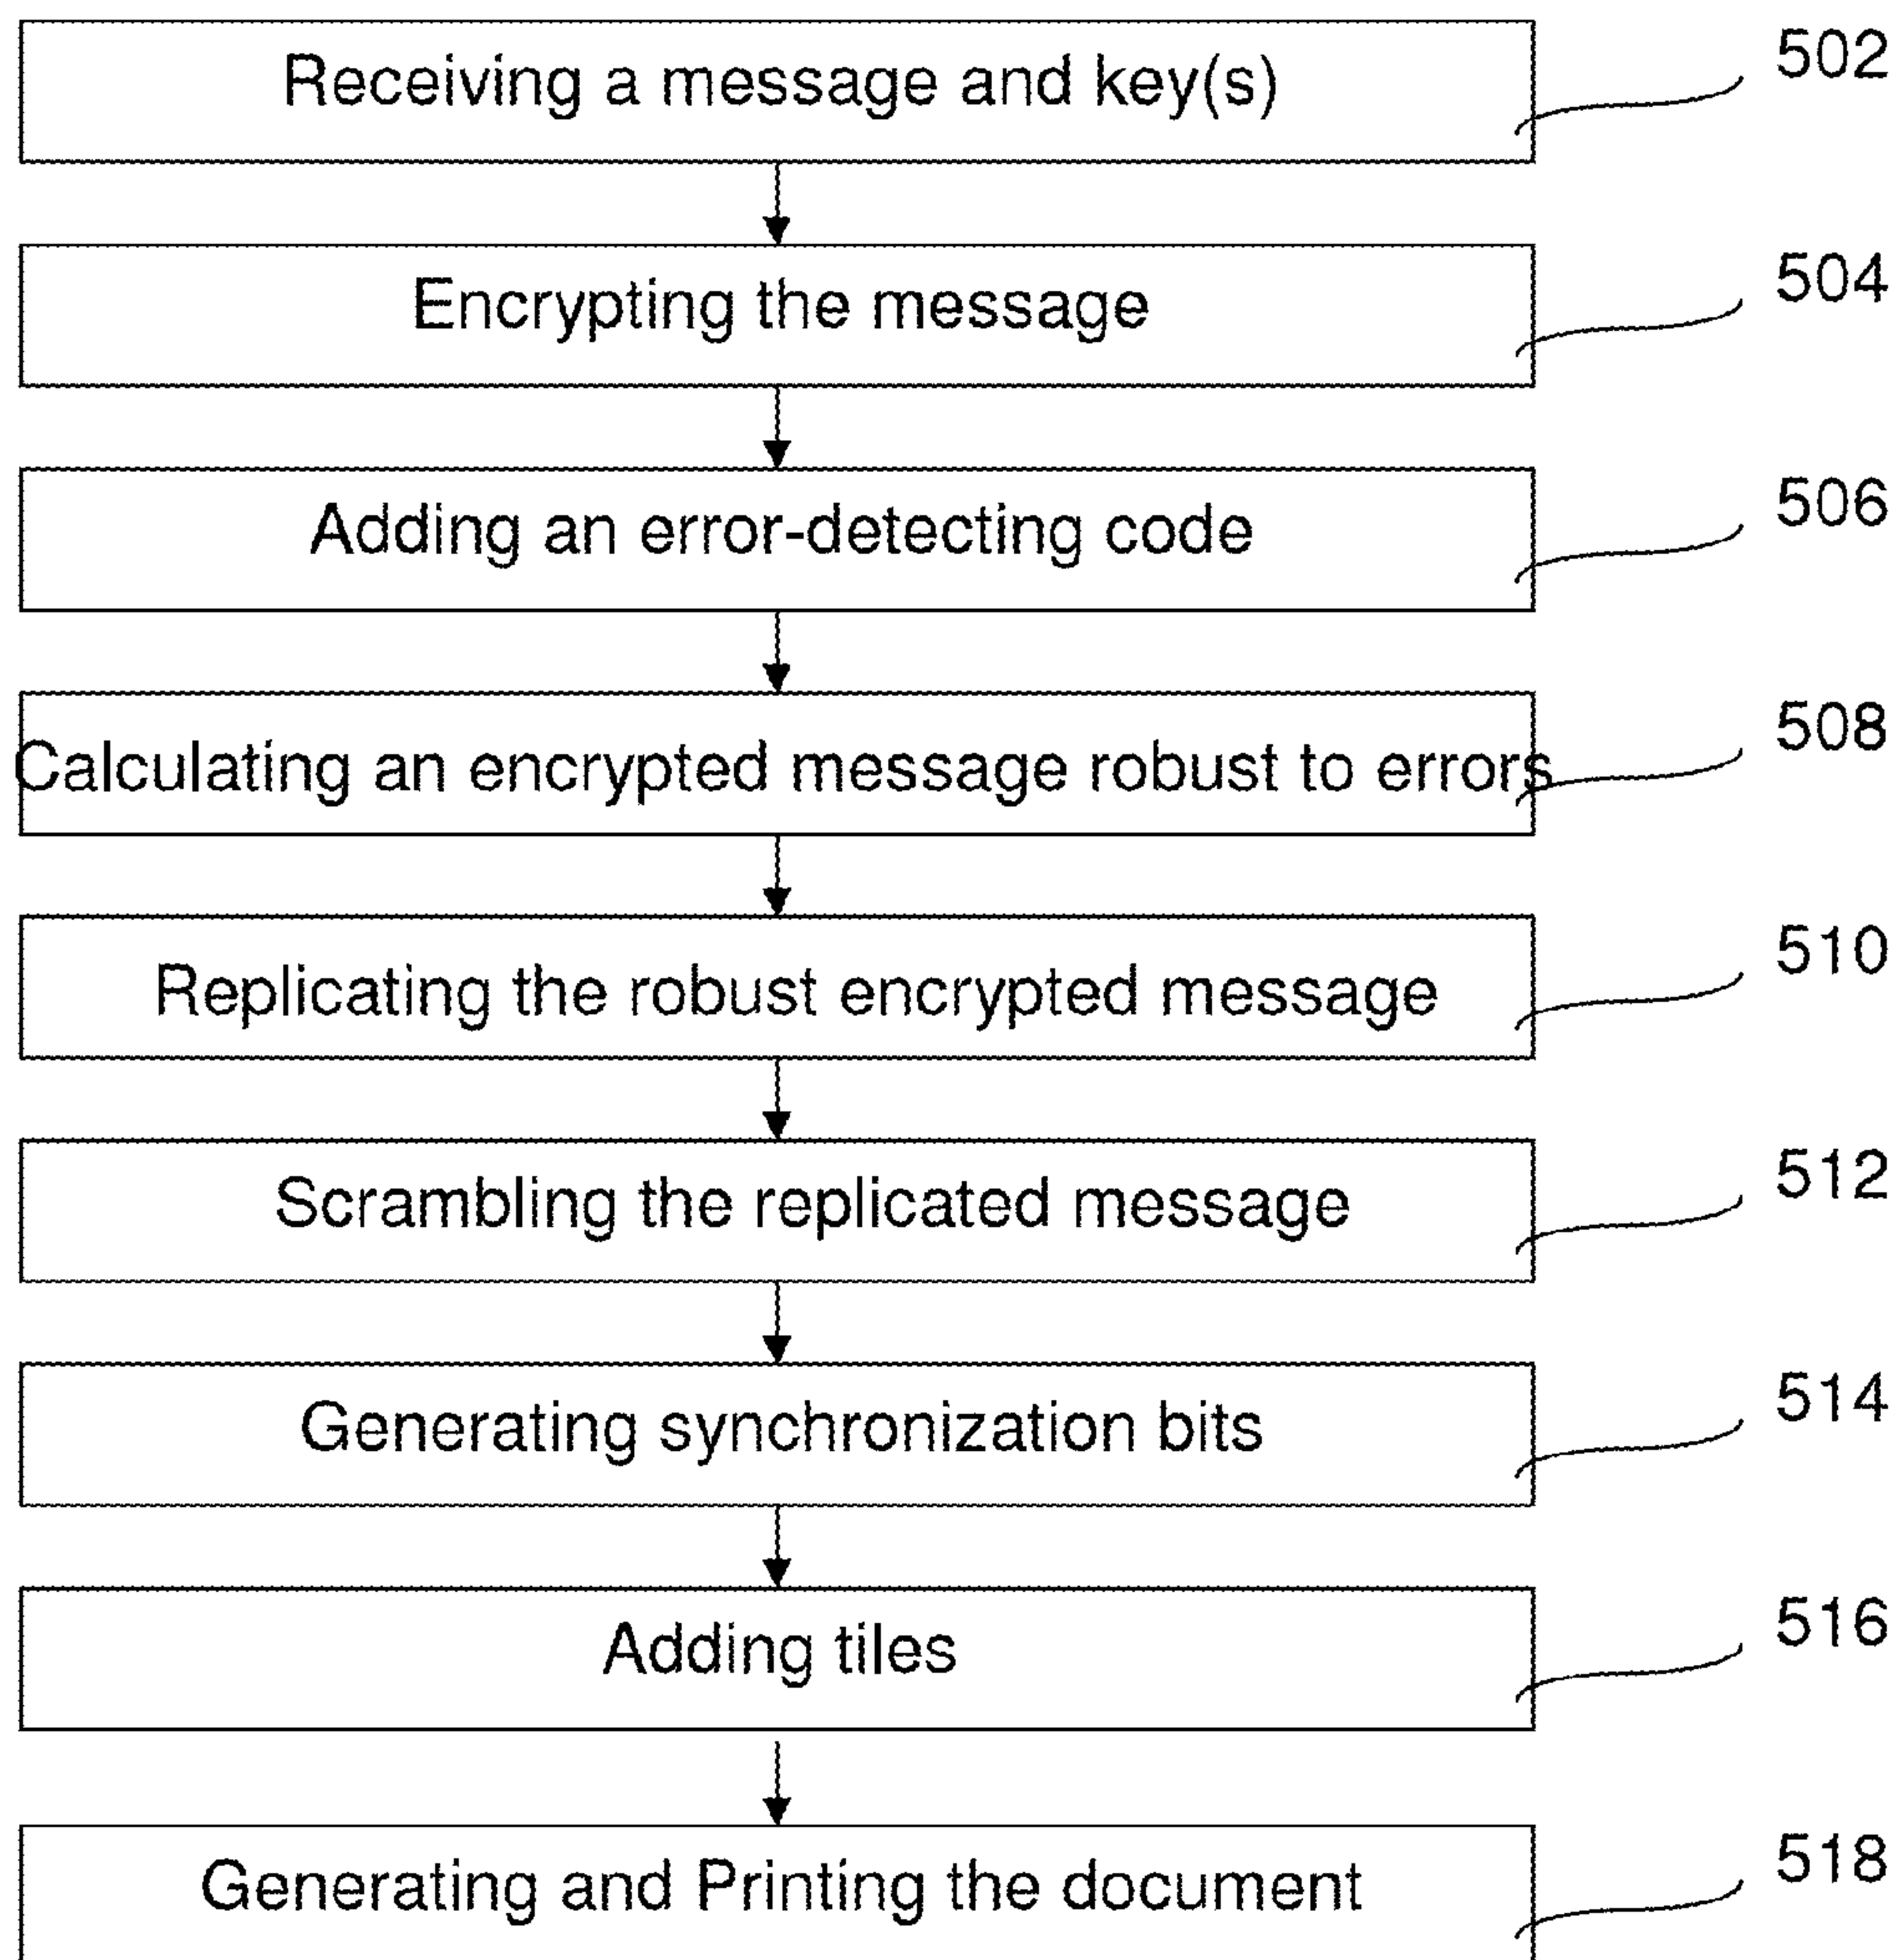 Receiving a message and key(s) 502
Encrypting the message 504
Adding an error-detecting code 506
Calculating an encrypted message robust to errors 508
Replicating the robust encrypted message 510
Scrambling the replicated message 512
Generating synchronization bits 514
Adding tiles 516
Generating and Printing the document 518